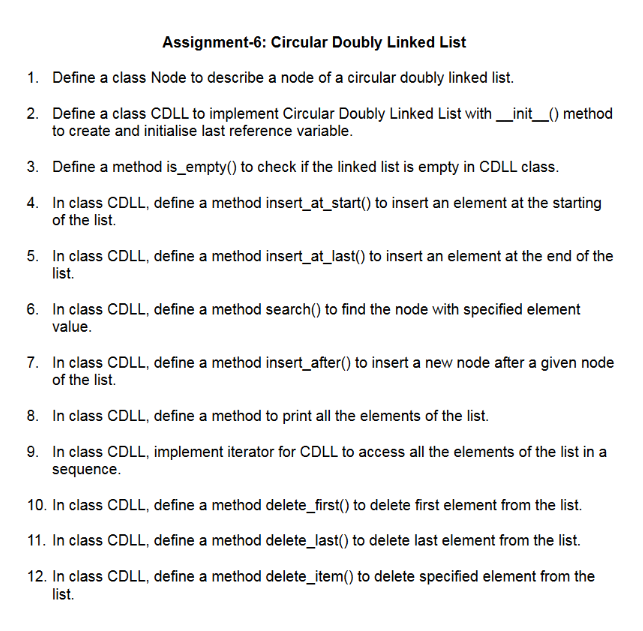 Assignment-6: Circular Doubly Linked List
1. Define a class Node to describe a node of a circular doubly linked list.
2. Define a class CDLL to implement Circular Doubly Linked List with __init__() method
to create and initialise last reference variable.
3. Define a method is_empty() to check if the linked list is empty in CDLL class.
4. In class CDLL, define a method insert_at_start() to insert an element at the starting
of the list.
5. In class CDLL, define a method insert_at_last() to insert an element at the end of the
list.
6. In class CDLL, define a method search() to find the node with specified element
value.
7. In class CDLL, define a method insert_after() to insert a new node after a given node
of the list.
8. In class CDLL, define a method to print all the elements of the list.
9. In class CDLL, implement iterator for CDLL to access all the elements of the list in a
sequence.
10. In class CDLL, define a method delete_first() to delete first element from the list.
11. In class CDLL, define a method delete_last() to delete last element from the list.
12. In class CDLL, define a method delete_item() to delete specified element from the
list.